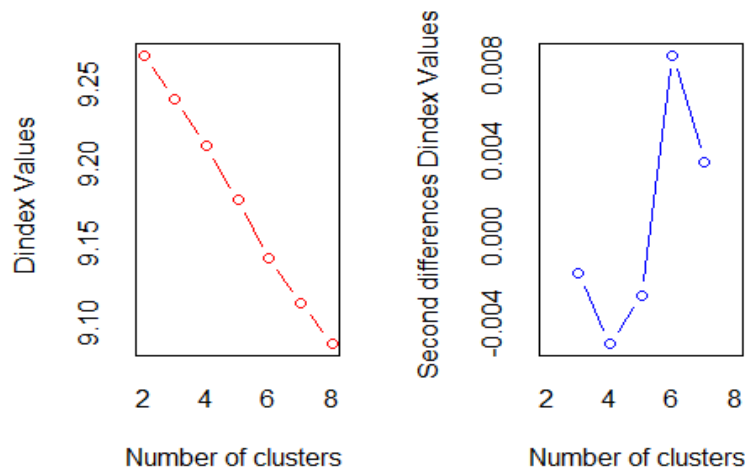 Dindex Values
9.25
9.20
9.15
9.10
2 4 6 8
Number of clusters
Second differences Dindex Values
0.008
0.004
0.000
-0.004
2 4 6 8
Number of clusters